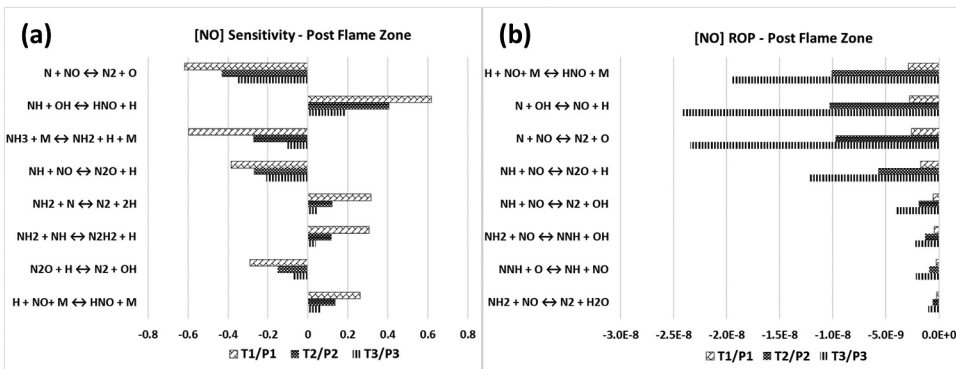 (a)
[NO] Sensitivity - Post Flame Zone
N + NO ↔ N2 + O
NH + OH ↔ HNO + H
NH3 + M ↔ NH2 + H + M
NH + NO ↔ N2O + H
NH2 + N ↔ N2 + 2H
NH2 + NH ↔ N2H2 + H
N2O + H ↔ N2 + OH
H + NO+ M ↔ HNO + M
-0.8 -0.6 -0.4 -0.2 0 0.2 0.4 0.6 0.8
T1/P1 T2/P2 T3/P3
(b)
[NO] ROP - Post Flame Zone
H + NO+ M ↔ HNO + M
N + OH ↔ NO + H
N + NO ↔ N2 + O
NH + NO ↔ N2O + H
NH + NO ↔ N2 + OH
NH2 + NO ↔ NNH + OH
NNH + O ↔ NH + NO
NH2 + NO ↔ N2 + H2O
-3.0E-8 -2.5E-8 -2.0E-8 -1.5E-8 -1.0E-8 -5.0E-9 0.0E+0
T1/P1 T2/P2 T3/P3